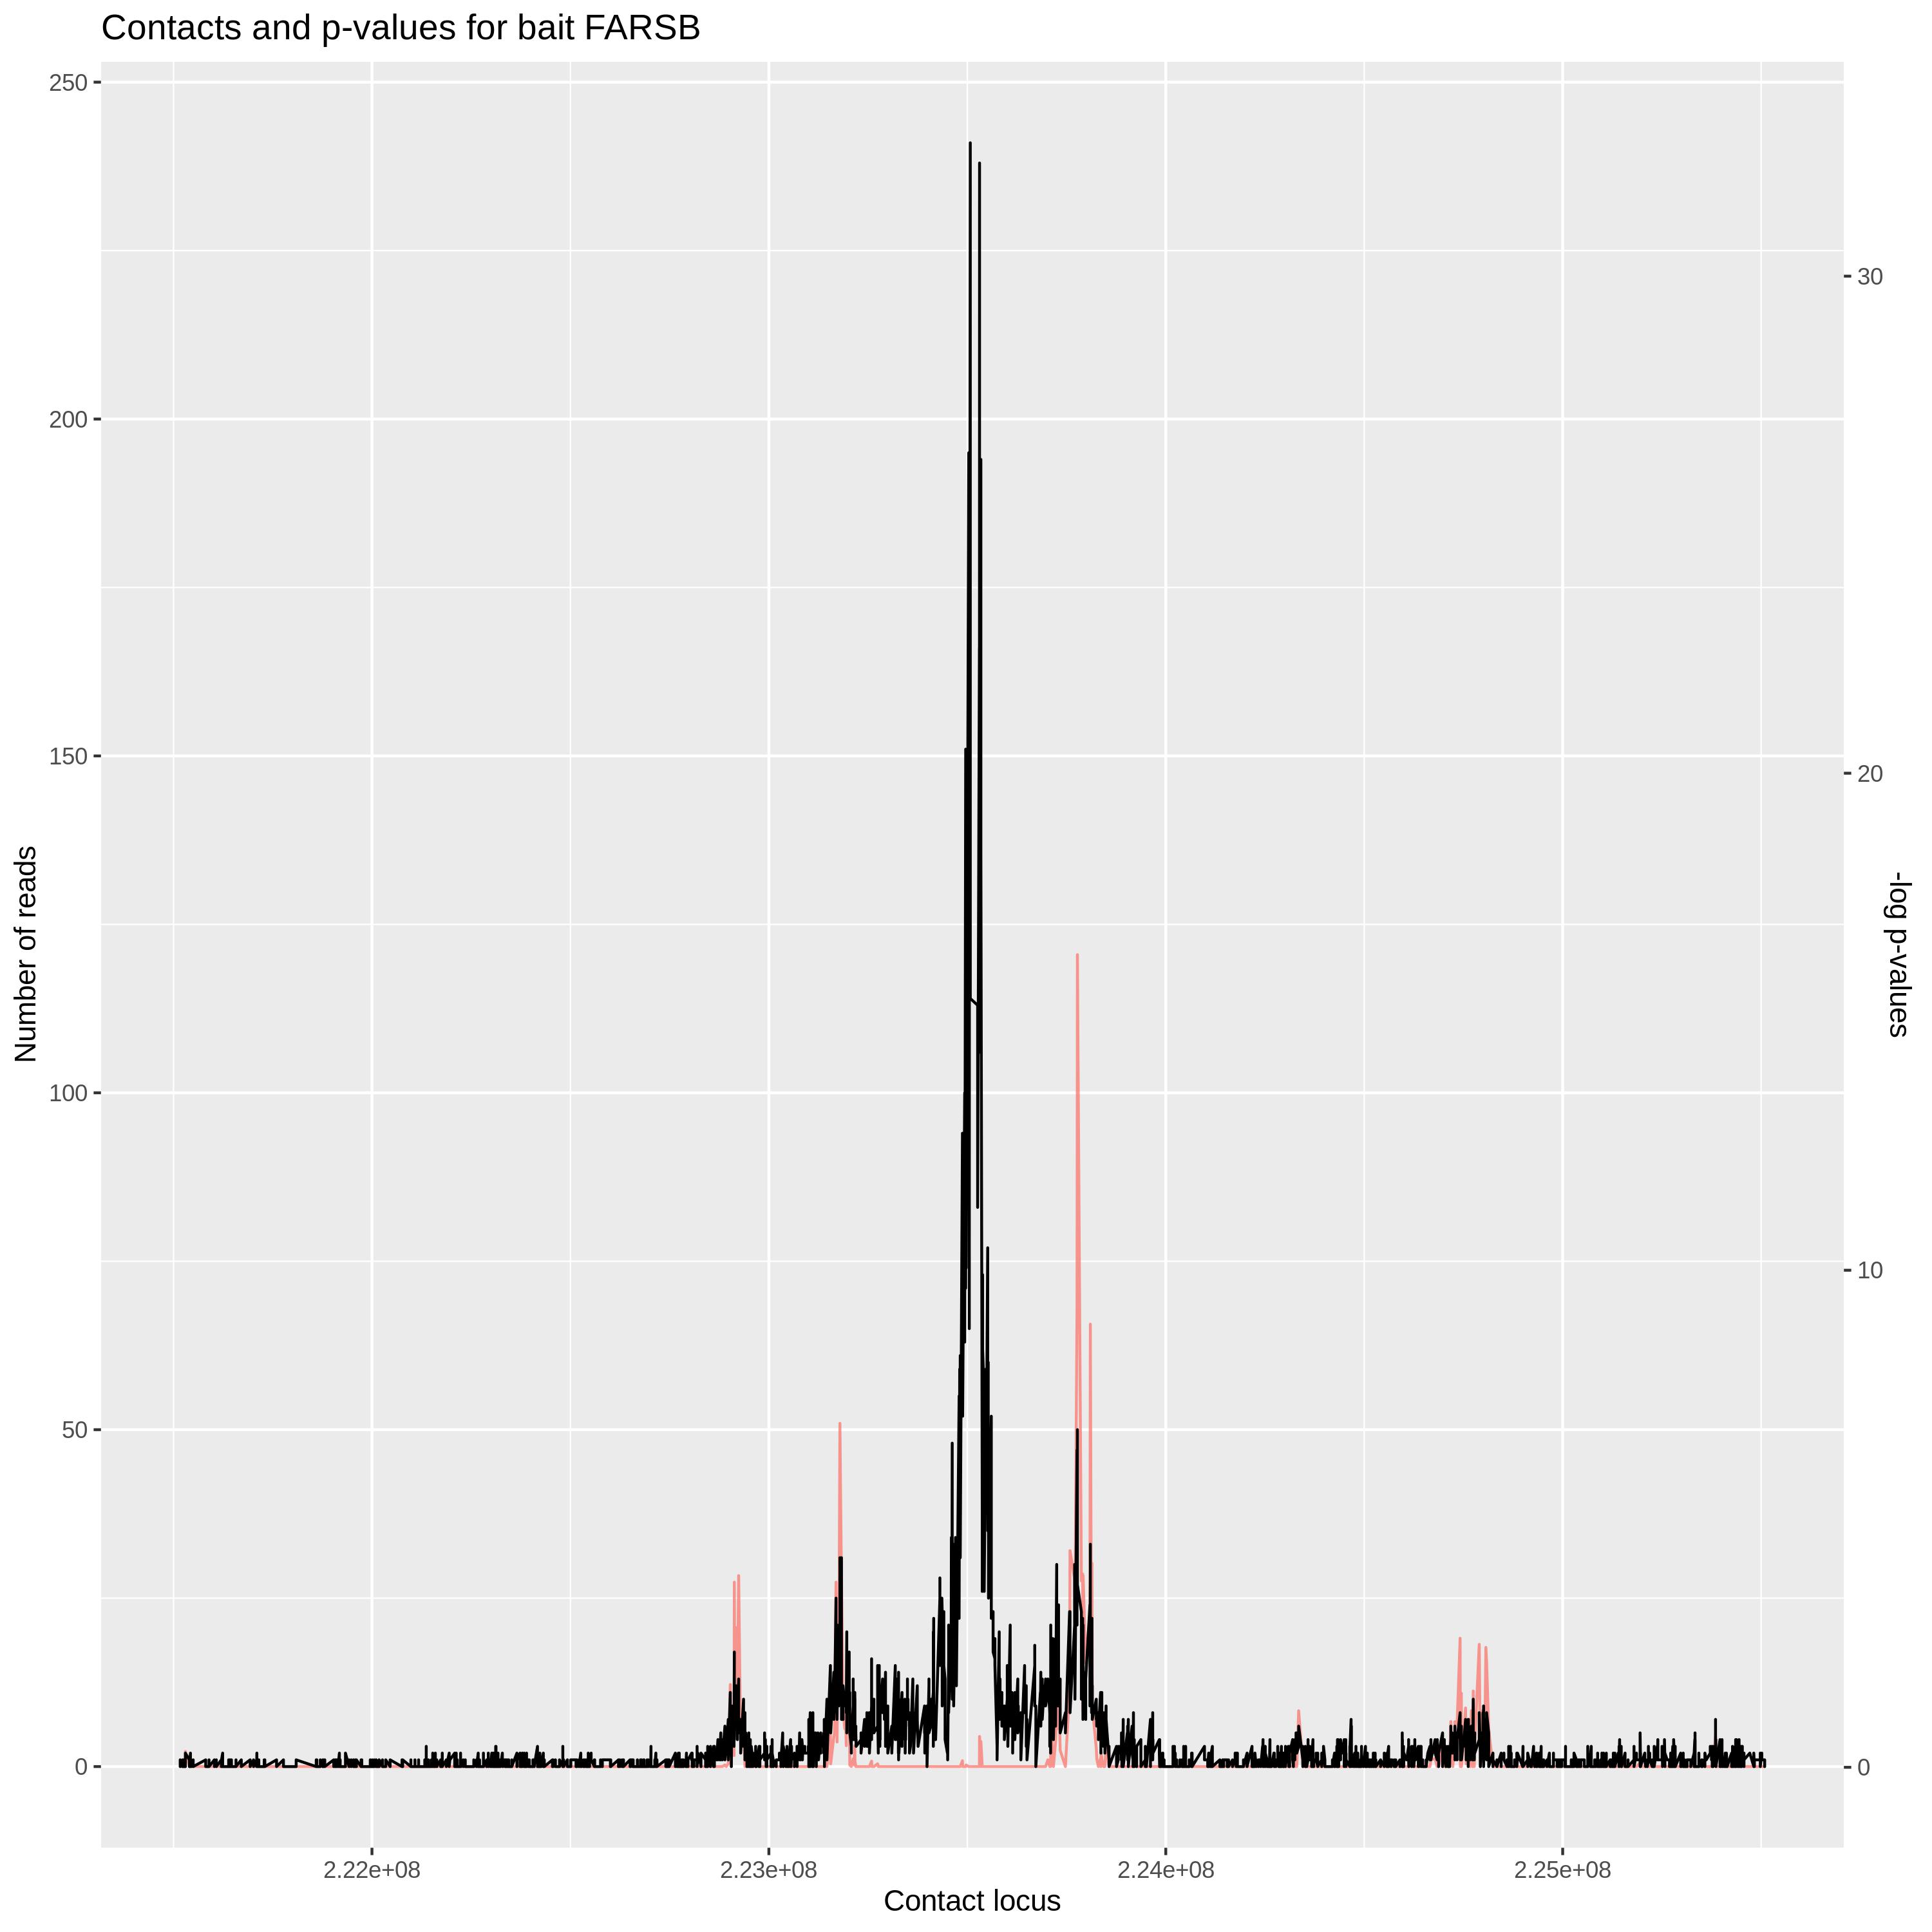 Contacts and p-values for bait FARSB
250
200
150
100
50
0
Number of reads
30
20
10
0
-log p-values
2.22e+08 2.23e+08 2.24e+08 2.25e+08
Contact locus